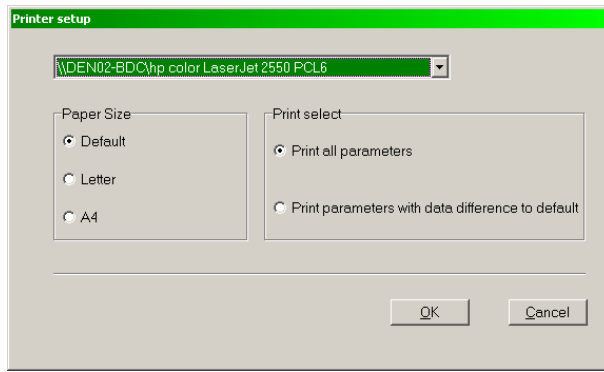 Printer setup
\\DEN02-BDC\hp color LaserJet 2550 PCL6
Paper Size
Default
Letter
A4
Print select
Print all parameters
Print parameters with data difference to default
OK
Cancel